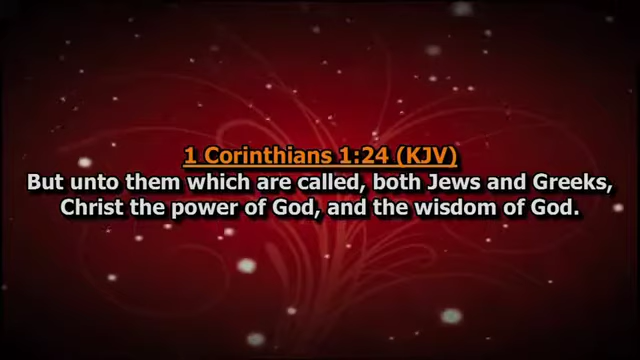 1 Corinthians 1:24 (KJV)
But unto them which are called, both Jews and Greeks,
Christ the power of God, and the wisdom of God.